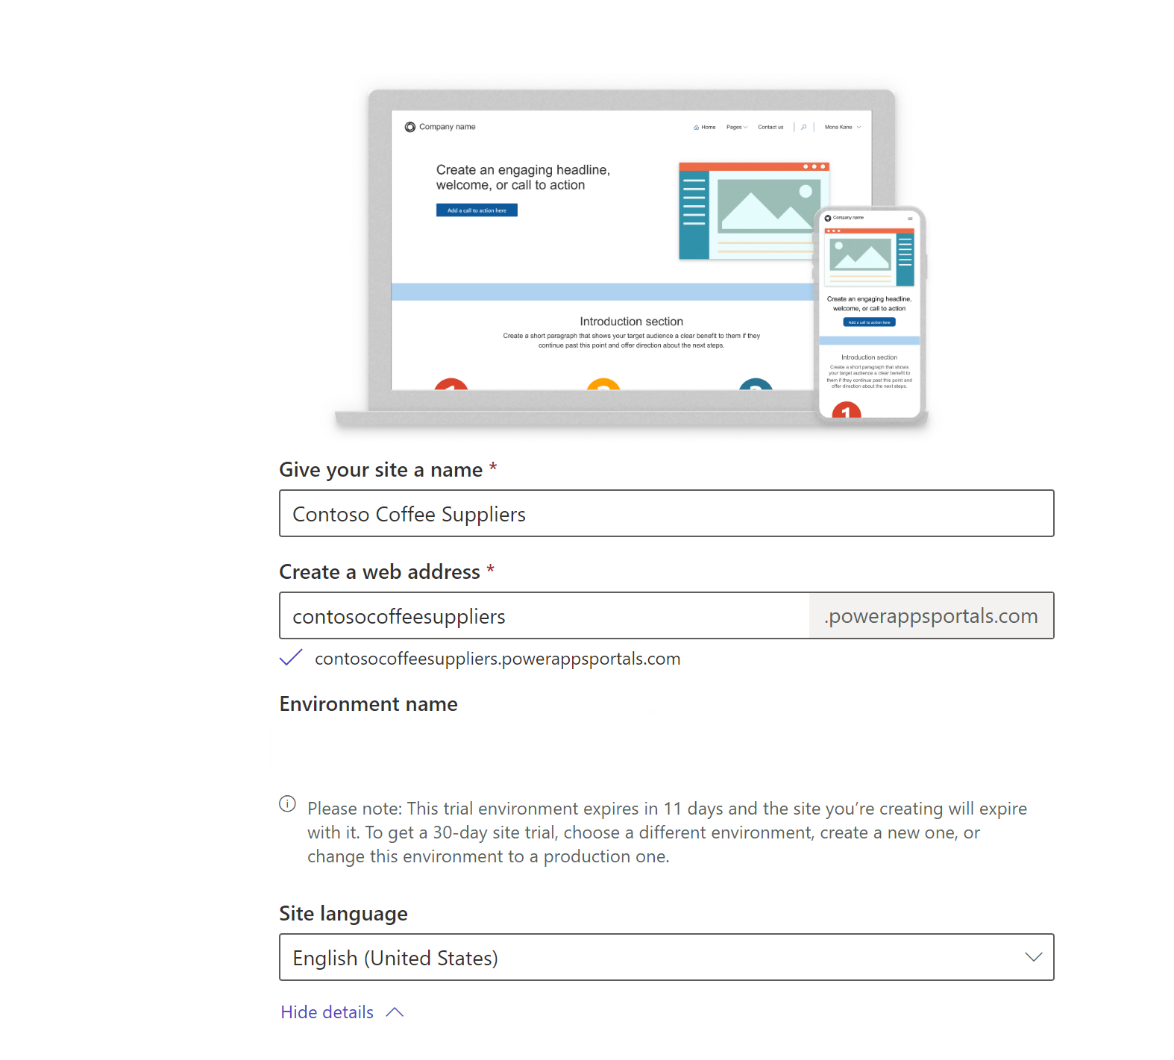 Company name
Home Pages Contact us Mona Kane
Create an engaging headline,
welcome, or call to action
Add a call to action here
Introduction section
Create a short paragraph that shows your target audience a clear benefit to them if they
continue past this point and offer direction about the next steps.
Company name
Create an engaging headline,
welcome, or call to action
Add a call to action here
Introduction section
Create a short paragraph that shows
your target audience a clear benefit to
them if they continue past this point and
offer direction about the next steps.
1
Give your site a name *
Contoso Coffee Suppliers
Create a web address *
contosocoffeesuppliers .powerappsportals.com
contosocoffeesuppliers.powerappsportals.com
Environment name
Please note: This trial environment expires in 11 days and the site you’re creating will expire
with it. To get a 30-day site trial, choose a different environment, create a new one, or
change this environment to a production one.
Site language
English (United States)
Hide details